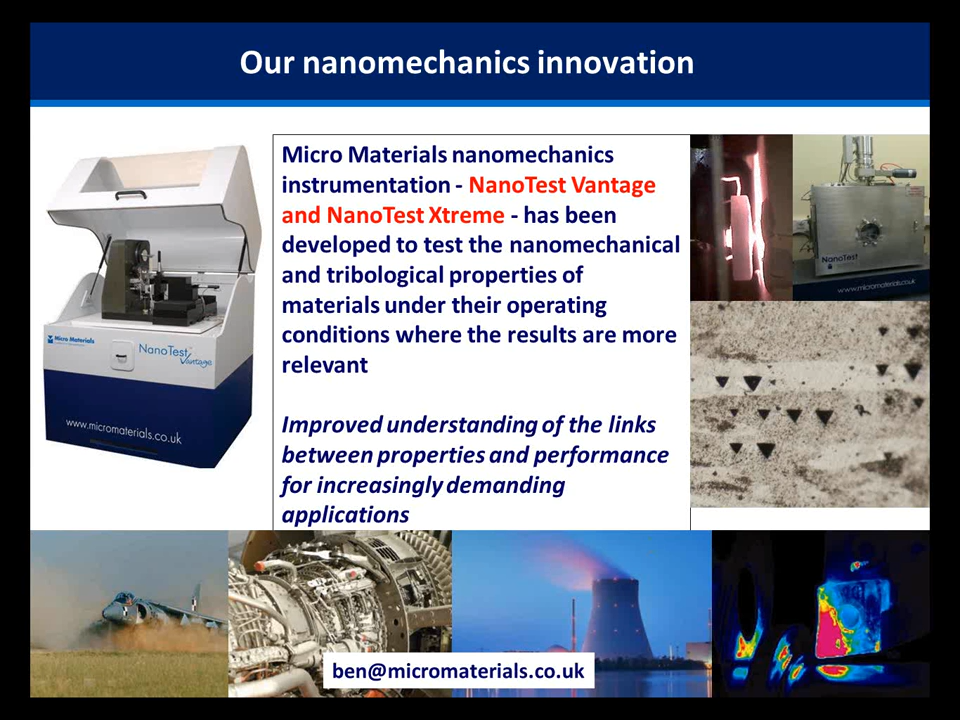 Our nanomechanics innovation
Micro Materials nanomechanics
instrumentation - NanoTest Vantage
and NanoTest Xtreme - has been
developed to test the nanomechanical
and tribological properties of
materials under their operating
conditions where the results are more
relevant
Improved understanding of the links
between properties and performance
for increasingly demanding
applications
Micro Materials
NanoTest
Vantage
www.micromaterials.co.uk
NanoTest
www.micromaterials.co.uk
ben@micromaterials.co.uk